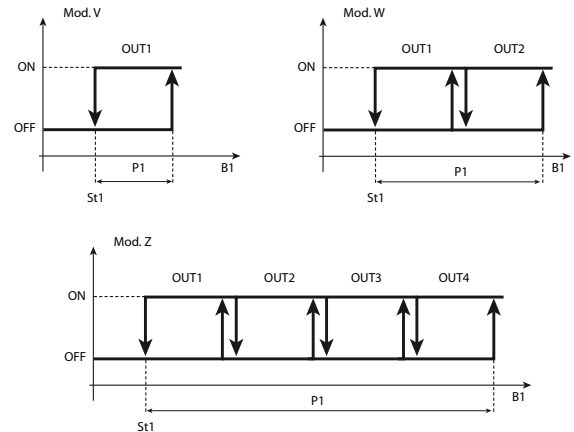 Mod. V
OUT1
ON
OFF
P1
B1
St1
Mod. W
OUT1 OUT2
ON
OFF
P1
B1
St1
Mod. Z
OUT1 OUT2 OUT3 OUT4
ON
OFF
P1
B1
St1